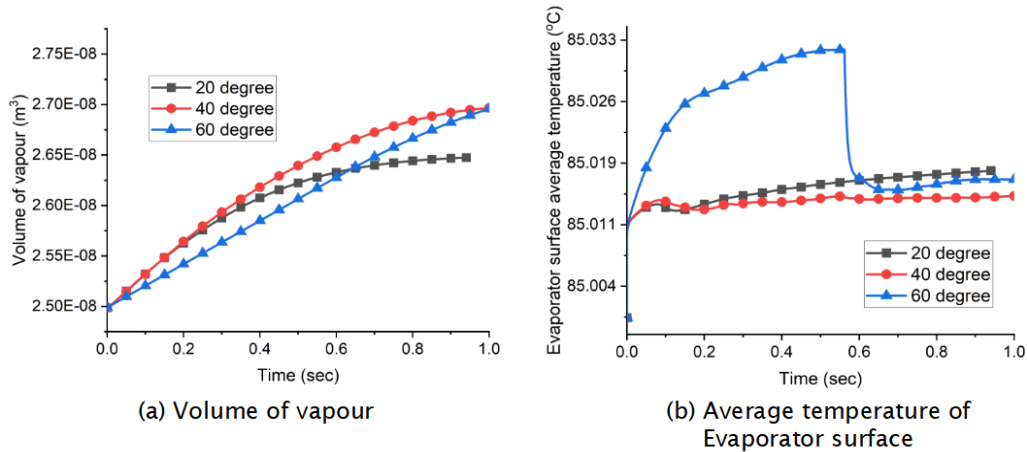 2.75E-08
2.70E-08
2.65E-08
2.60E-08
2.55E-08
2.50E-08
Volume of vapour (m³)
20 degree
40 degree
60 degree
0.0 0.2 0.4 0.6 0.8 1.0
Time (sec)
(a) Volume of vapour
85.033
85.026
85.019
85.011
85.004
Evaporator surface average temperature (°C)
20 degree
40 degree
60 degree
0.0 0.2 0.4 0.6 0.8 1.0
Time (sec)
(b) Average temperature of
Evaporator surface